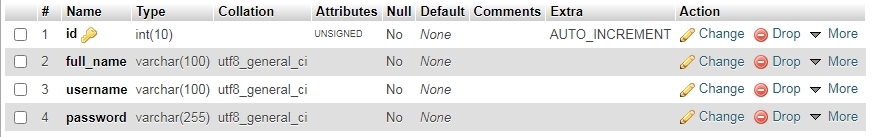 # Name Type Collation Attributes Null Default Comments Extra Action
1 id int(10) UNSIGNED No None AUTO_INCREMENT Change Drop More
2 full_name varchar(100) utf8_general_ci No None Change Drop More
3 username varchar(100) utf8_general_ci No None Change Drop More
4 password varchar(255) utf8_general_ci No None Change Drop More